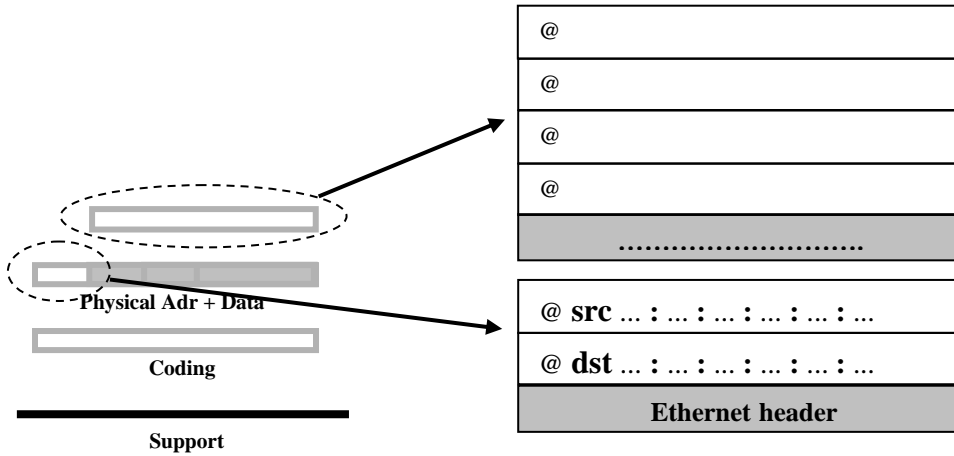 @
@
@
@
...............................
Physical Adr + Data
Coding
Support
@ src ... : ... : ... : ... : ... : ...
@ dst ... : ... : ... : ... : ... : ...
Ethernet header